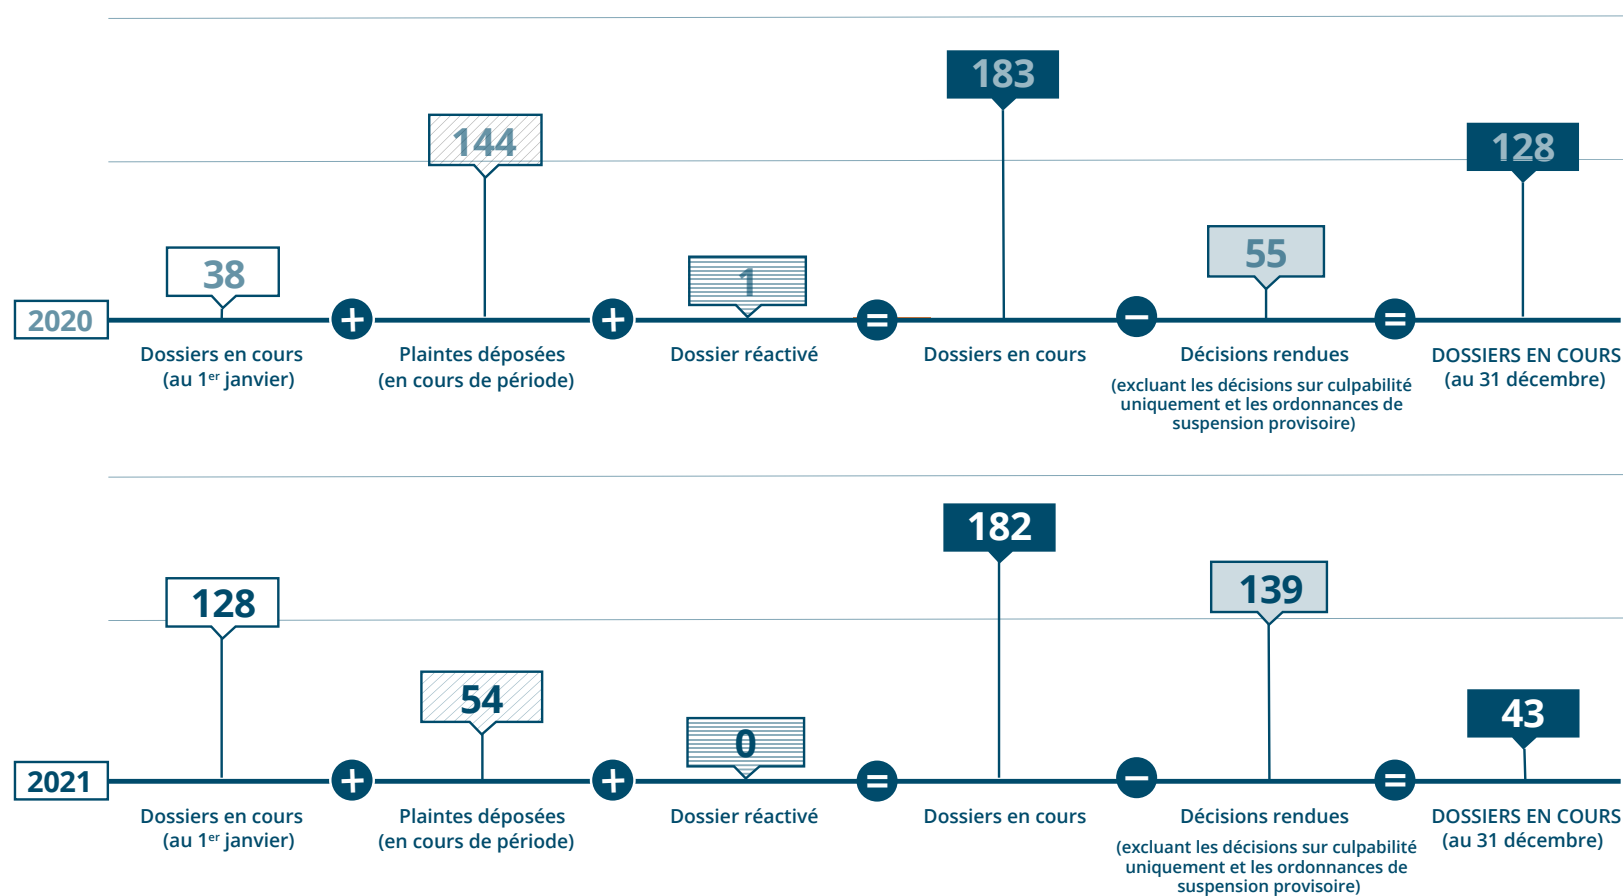 183
144
128
38
1
55
2020
+
+
=
−
=
Dossiers en cours
(au 1er janvier)
Plaintes déposées
(en cours de période)
Dossier réactivé
Dossiers en cours
Décisions rendues
(excluant les décisions sur culpabilité
uniquement et les ordonnances de
suspension provisoire)
DOSSIERS EN COURS
(au 31 décembre)
182
128
139
54
0
43
2021
+
+
=
−
=
Dossiers en cours
(au 1er janvier)
Plaintes déposées
(en cours de période)
Dossier réactivé
Dossiers en cours
Décisions rendues
(excluant les décisions sur culpabilité
uniquement et les ordonnances de
suspension provisoire)
DOSSIERS EN COURS
(au 31 décembre)